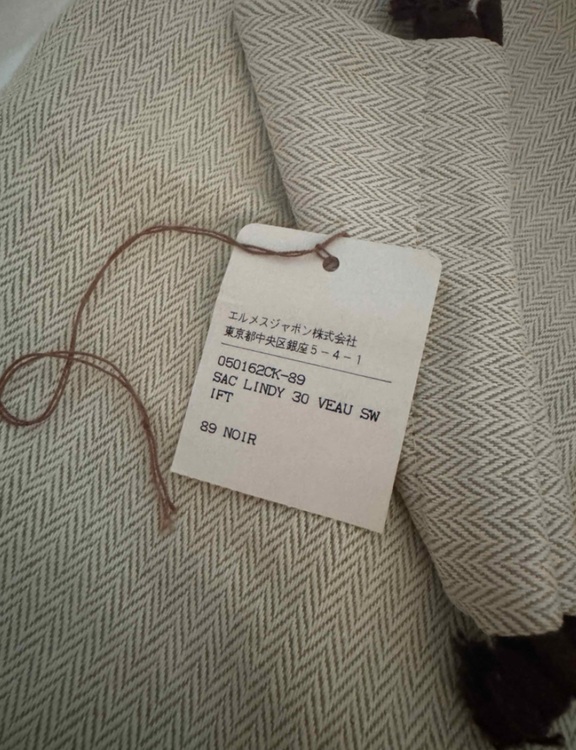 エルメスジャポン株式会社
東京都中央区銀座5-4-1
050162CK-89
SAC LINDY 30 VEAU SW
IFT
89 NOIR